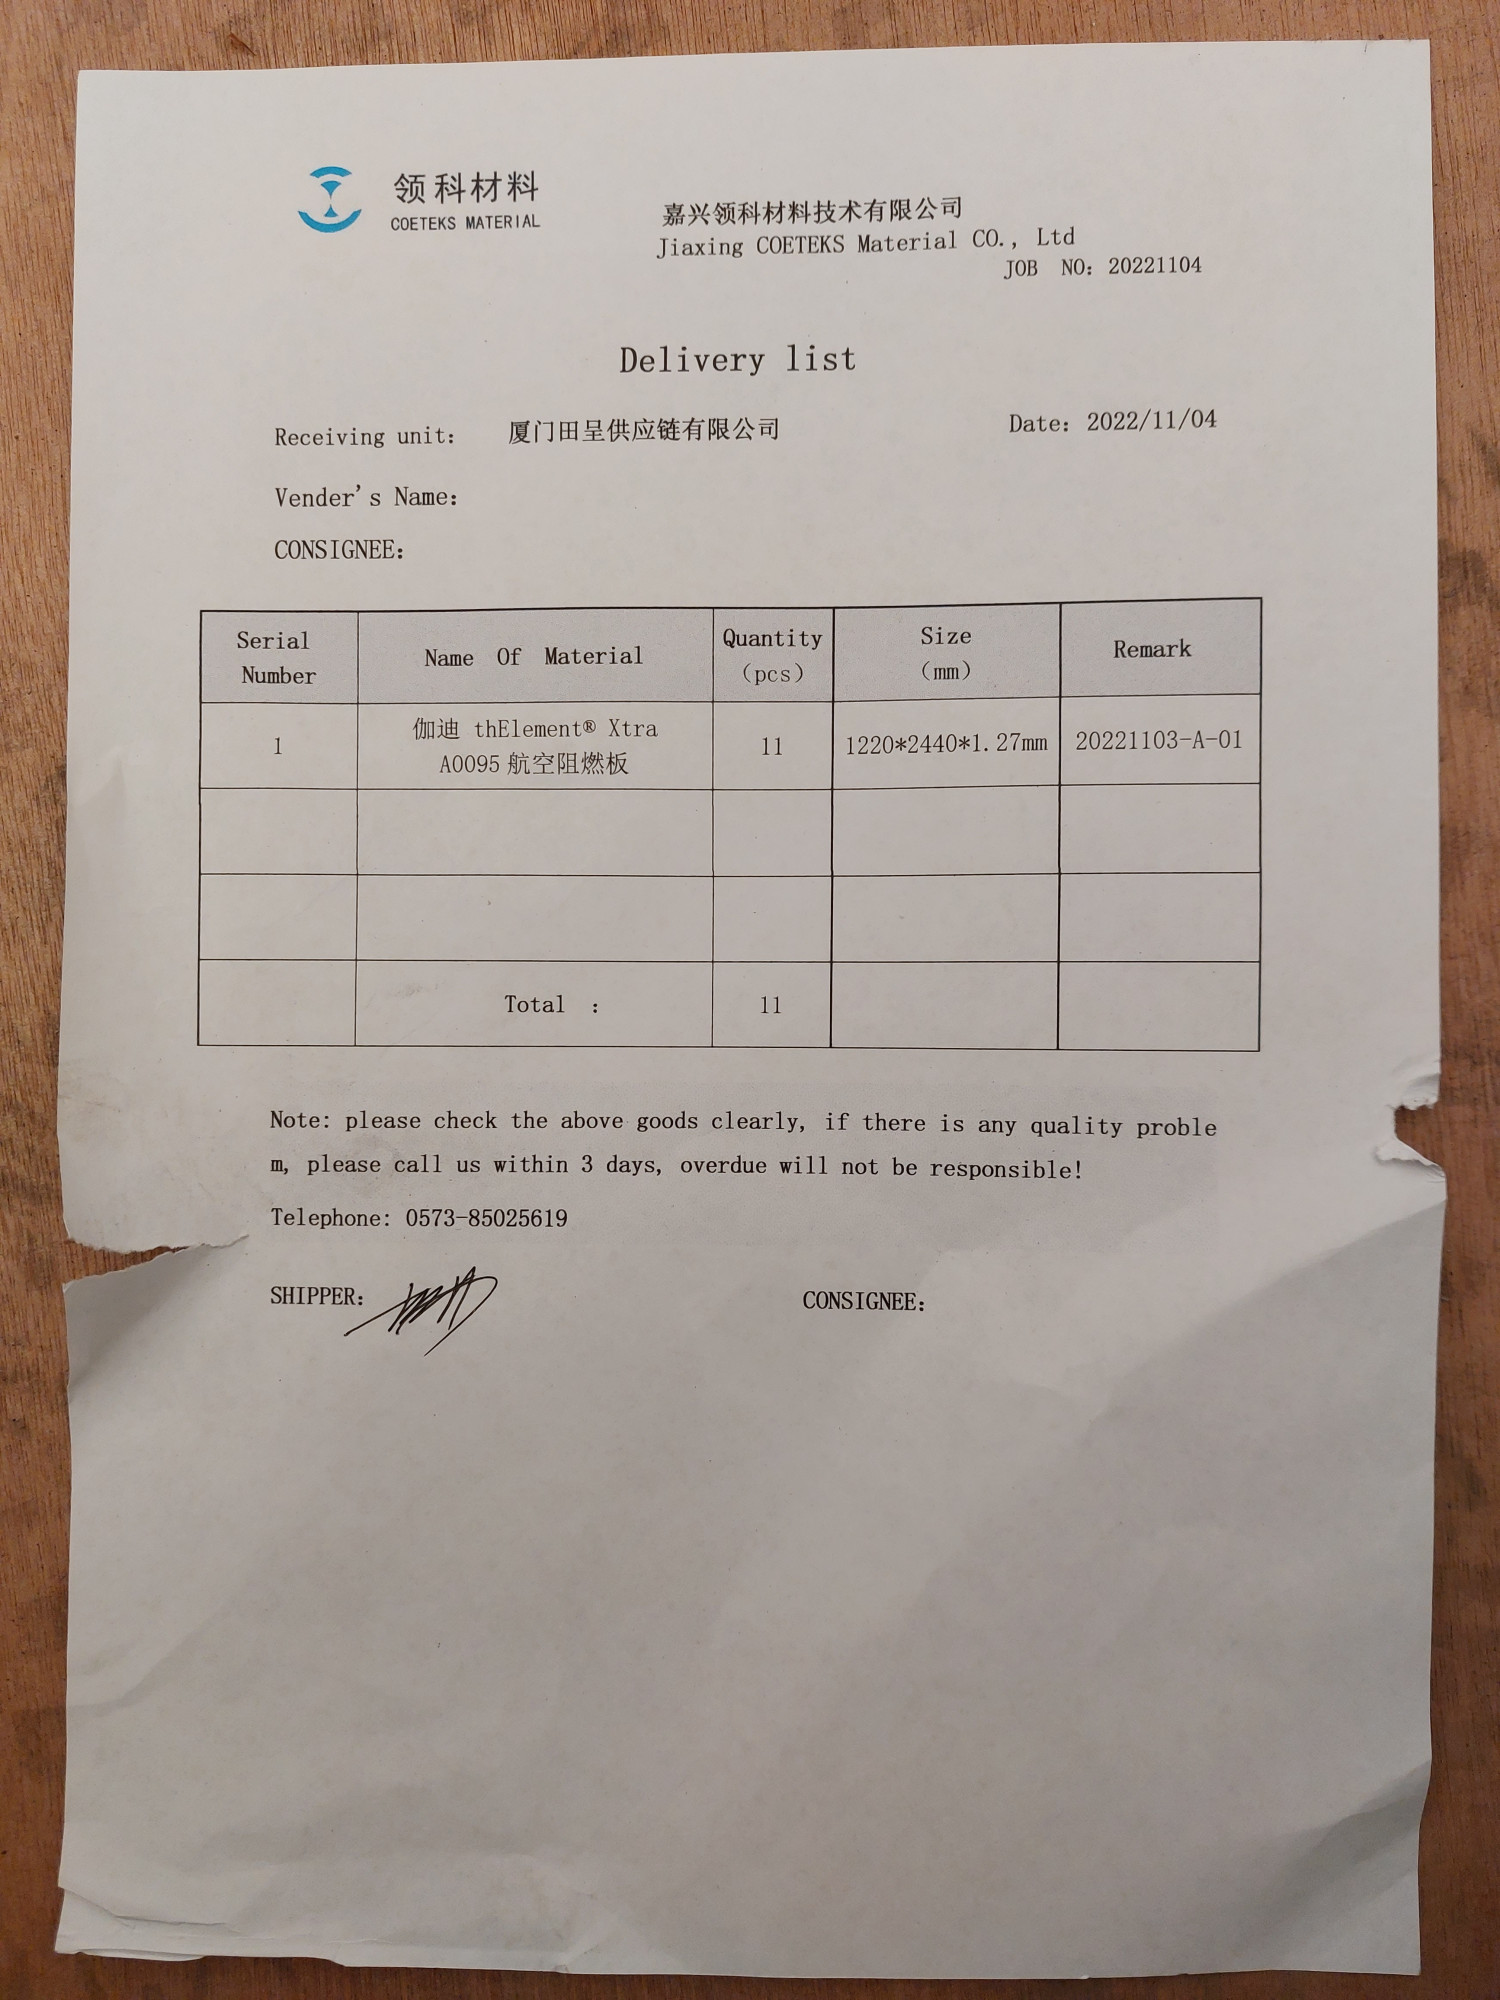 领科材料
COETEKS MATERIAL
嘉兴领科材料技术有限公司
Jiaxing COETEKS Material CO., Ltd
JOB NO: 20221104
Delivery list
Receiving unit: 厦门田呈供应链有限公司 Date: 2022/11/04
Vender's Name:
CONSIGNEE:
Serial Number Name Of Material Quantity (pcs) Size (mm) Remark
1 伽迪 thElement® Xtra A0095 航空阻燃板 11 1220*2440*1.27mm 20221103-A-01
Total : 11
Note: please check the above goods clearly, if there is any quality proble
m, please call us within 3 days, overdue will not be responsible!
Telephone: 0573-85025619
SHIPPER: CONSIGNEE: